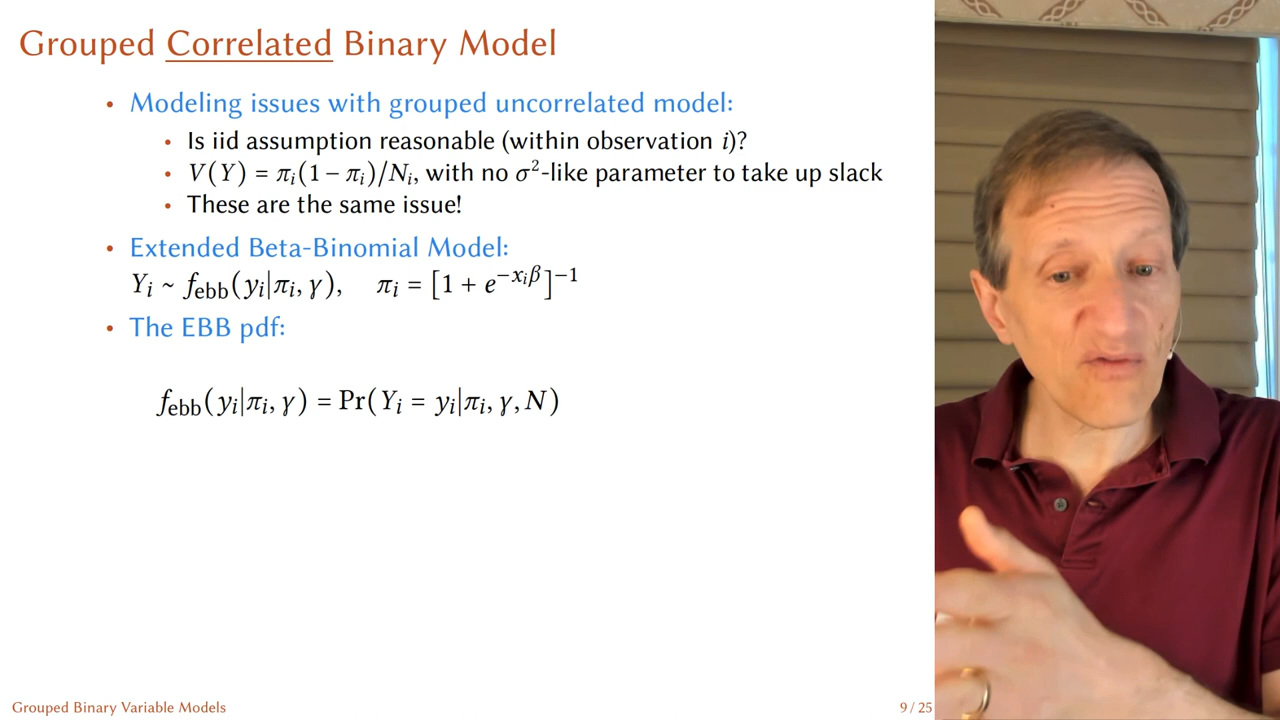 Grouped Correlated Binary Model
• Modeling issues with grouped uncorrelated model:
• Is iid assumption reasonable (within observation i)?
• V(Y) = πᵢ(1 − πᵢ)/Nᵢ, with no σ²-like parameter to take up slack
• These are the same issue!
• Extended Beta-Binomial Model:
Yᵢ ~ f_ebb(yᵢ|πᵢ, γ), πᵢ = [1 + e^{−xᵢβ}]^{−1}
• The EBB pdf:
f_ebb(yᵢ|πᵢ, γ) = Pr(Yᵢ = yᵢ|πᵢ, γ, N)
Grouped Binary Variable Models
9 / 25